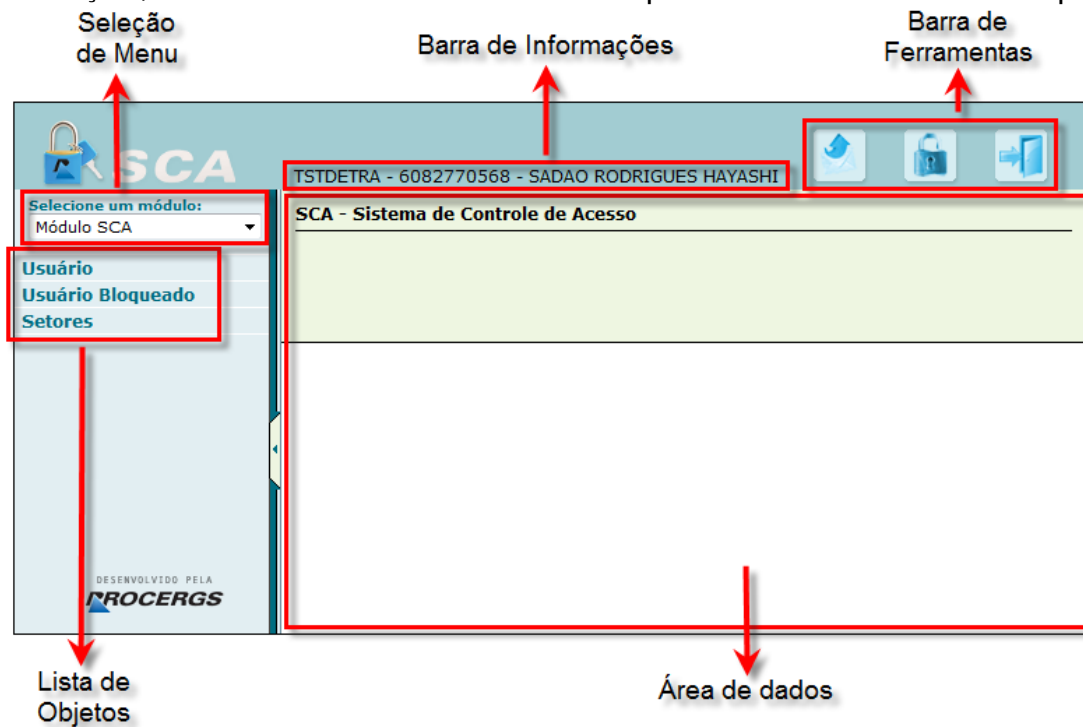 Seleção
de Menu
Barra de Informações
Barra de
Ferramentas
SCA
TSTDETRA - 6082770568 - SADAO RODRIGUES HAYASHI
Selecione um módulo:
Módulo SCA
SCA - Sistema de Controle de Acesso
Usuário
Usuário Bloqueado
Setores
DESENVOLVIDO PELA
PROCERGS
Lista de
Objetos
Área de dados